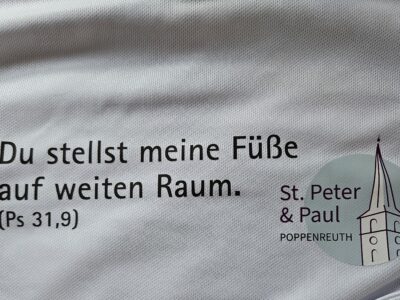 Du stellst meine Füße
auf weiten Raum.
(Ps 31,9)
St. Peter
& Paul
POPPENREUTH